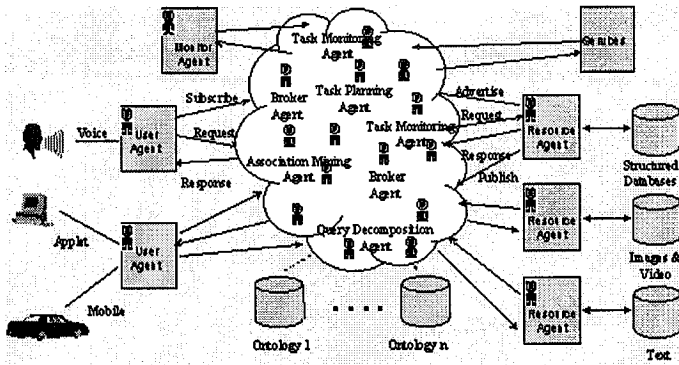 Monitor
Agent
Task Monitoring
Agent
Subscribe
Broker
Agent
Task Planning
Agent
Advertise
Voice
User
Agent
Request
Task Monitoring
Agent
Request
Resource
Agent
Structured
Databases
Response
Association Mining
Agent
Response
Broker
Agent
Publish
Applet
User
Agent
Query Decomposition
Agent
Resource
Agent
Images &
Video
Mobile
Ontology 1
Ontology n
Resource
Agent
Text